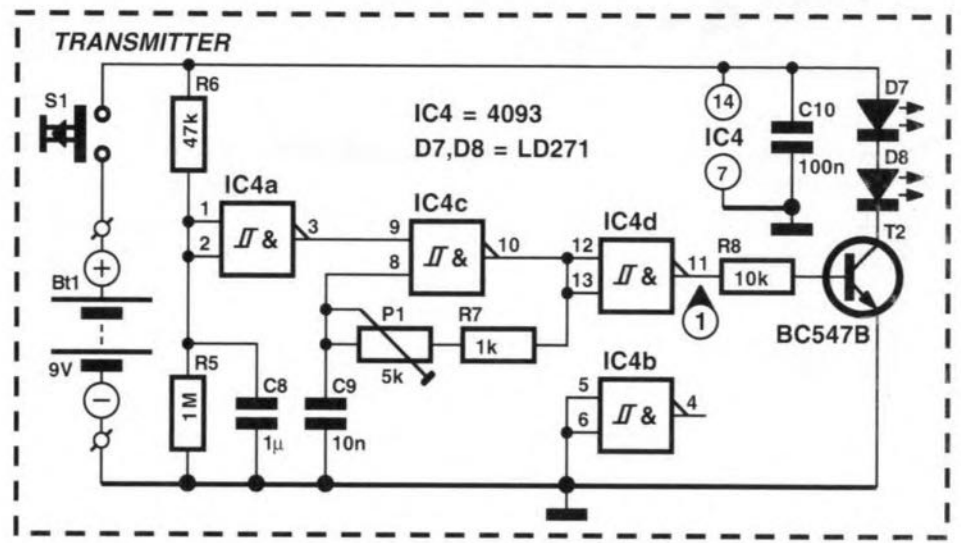 TRANSMITTER
S1
R6
47k
IC4 = 4093
D7,D8 = LD271
14
IC4
7
C10
100n
D7
D8
T2
BC547B
IC4a
1
2
3
&
IC4c
9
8
10
&
IC4d
12
13
11
&
1
R8
10k
Bt1
+
9V
−
R5
1M
C8
1µ
C9
10n
P1
5k
R7
1k
IC4b
5
6
4
&